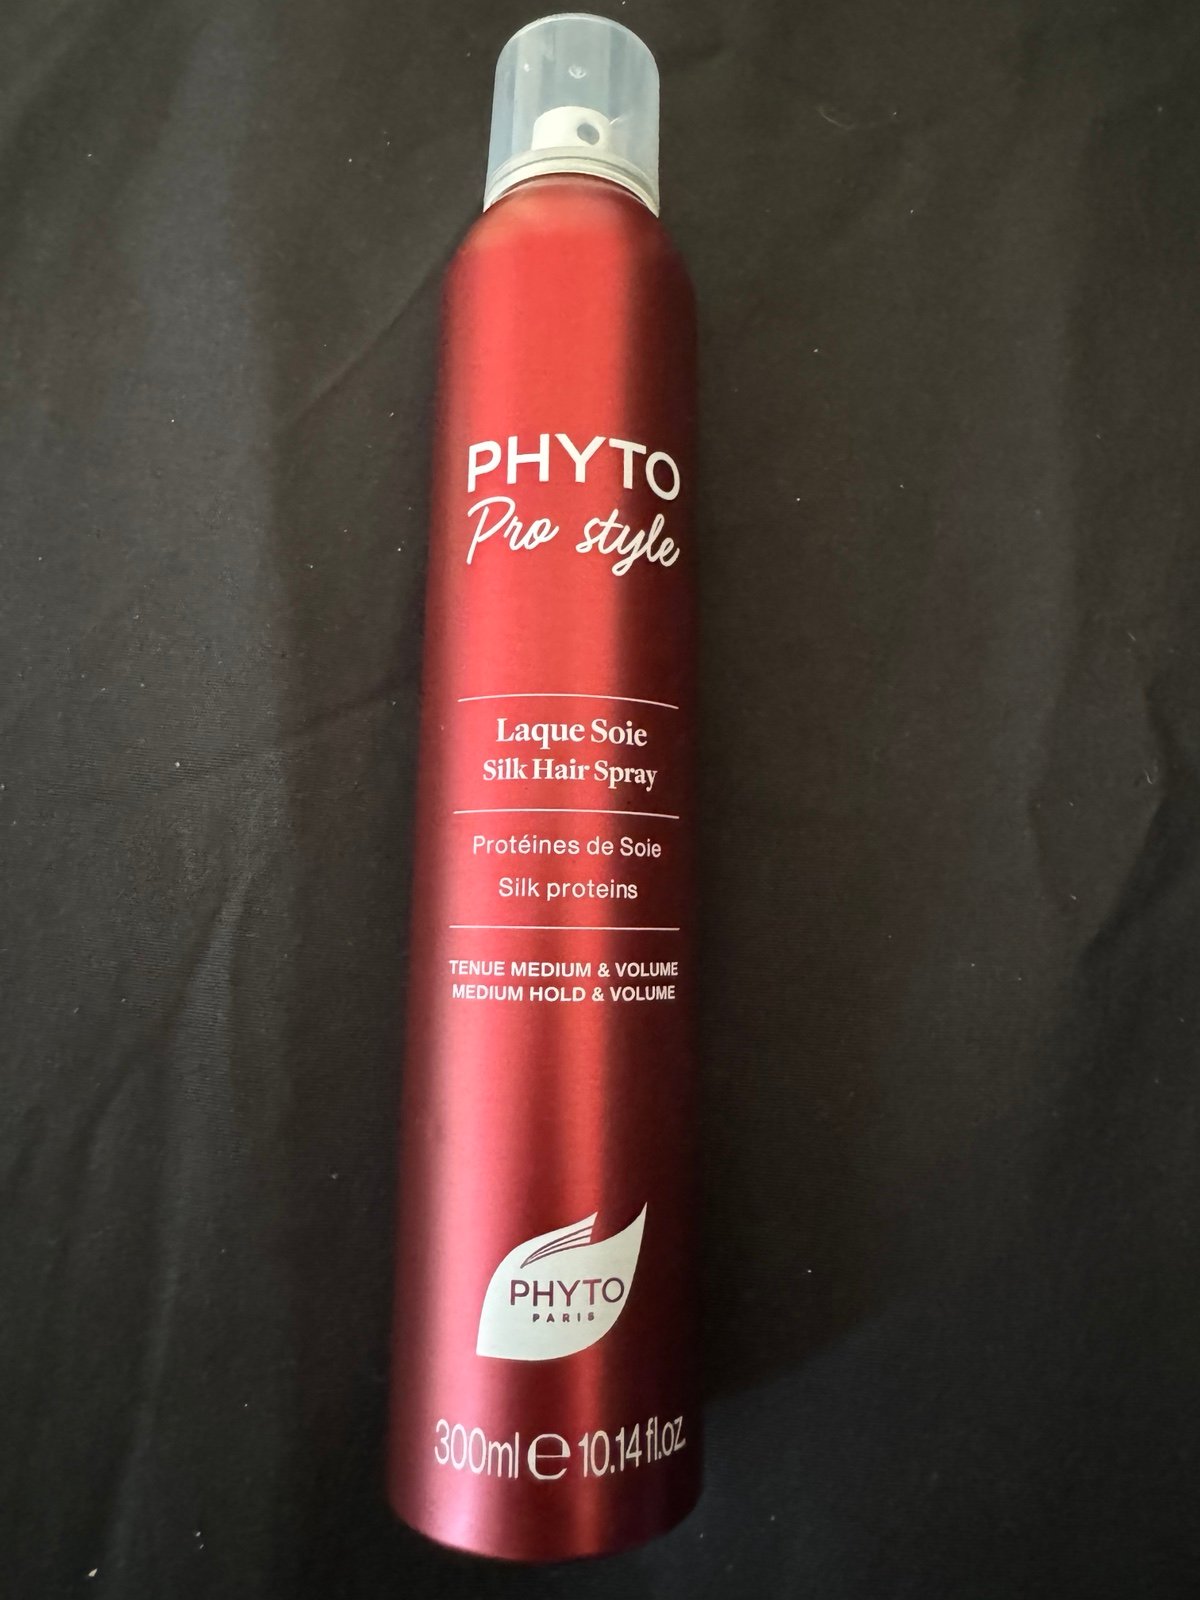 PHYTO
Pro style
Laque Soie
Silk Hair Spray
Protéines de Soie
Silk proteins
TENUE MEDIUM & VOLUME
MEDIUM HOLD & VOLUME
PHYTO
PARIS
300ml e 10.14 fl.oz.